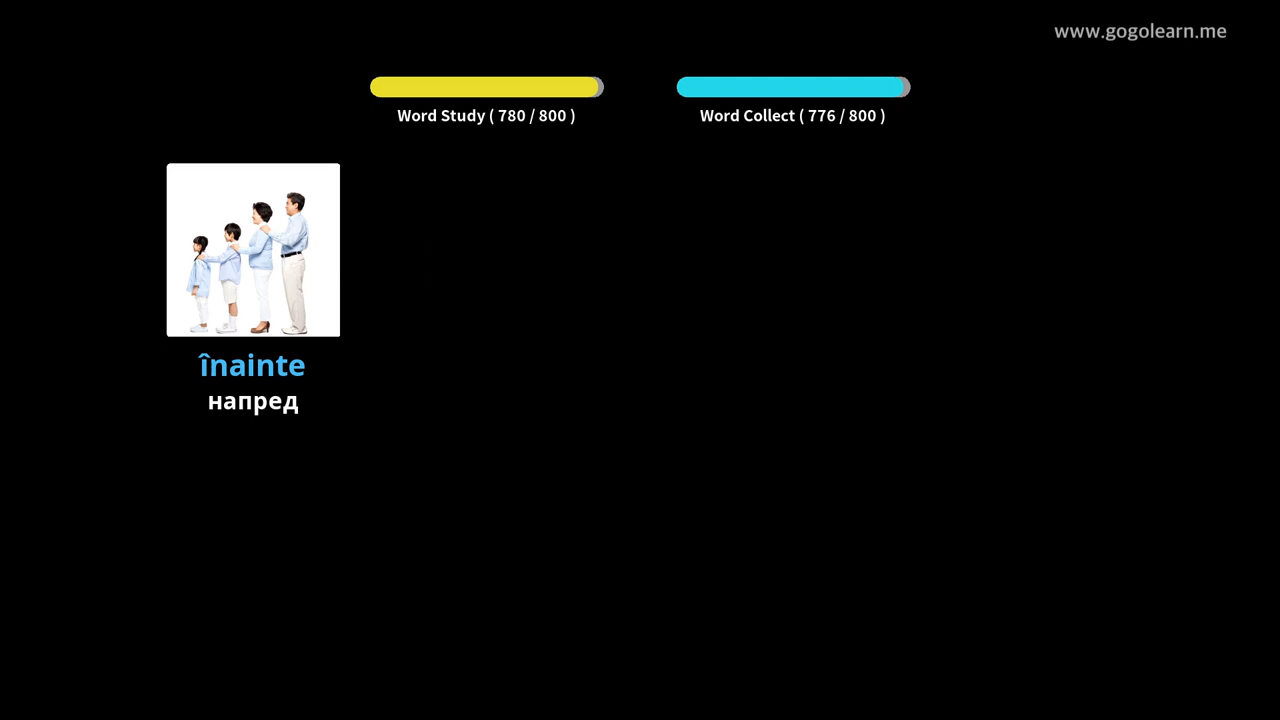 www.gogolearn.me
Word Study ( 780 / 800 )
Word Collect ( 776 / 800 )
înainte
напред